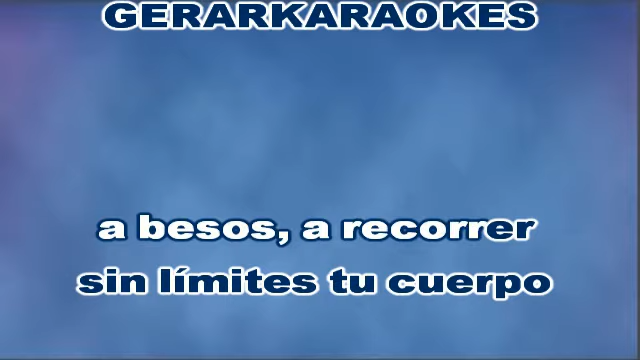 GERARKARAOKES
a besos, a recorrer
sin límites tu cuerpo